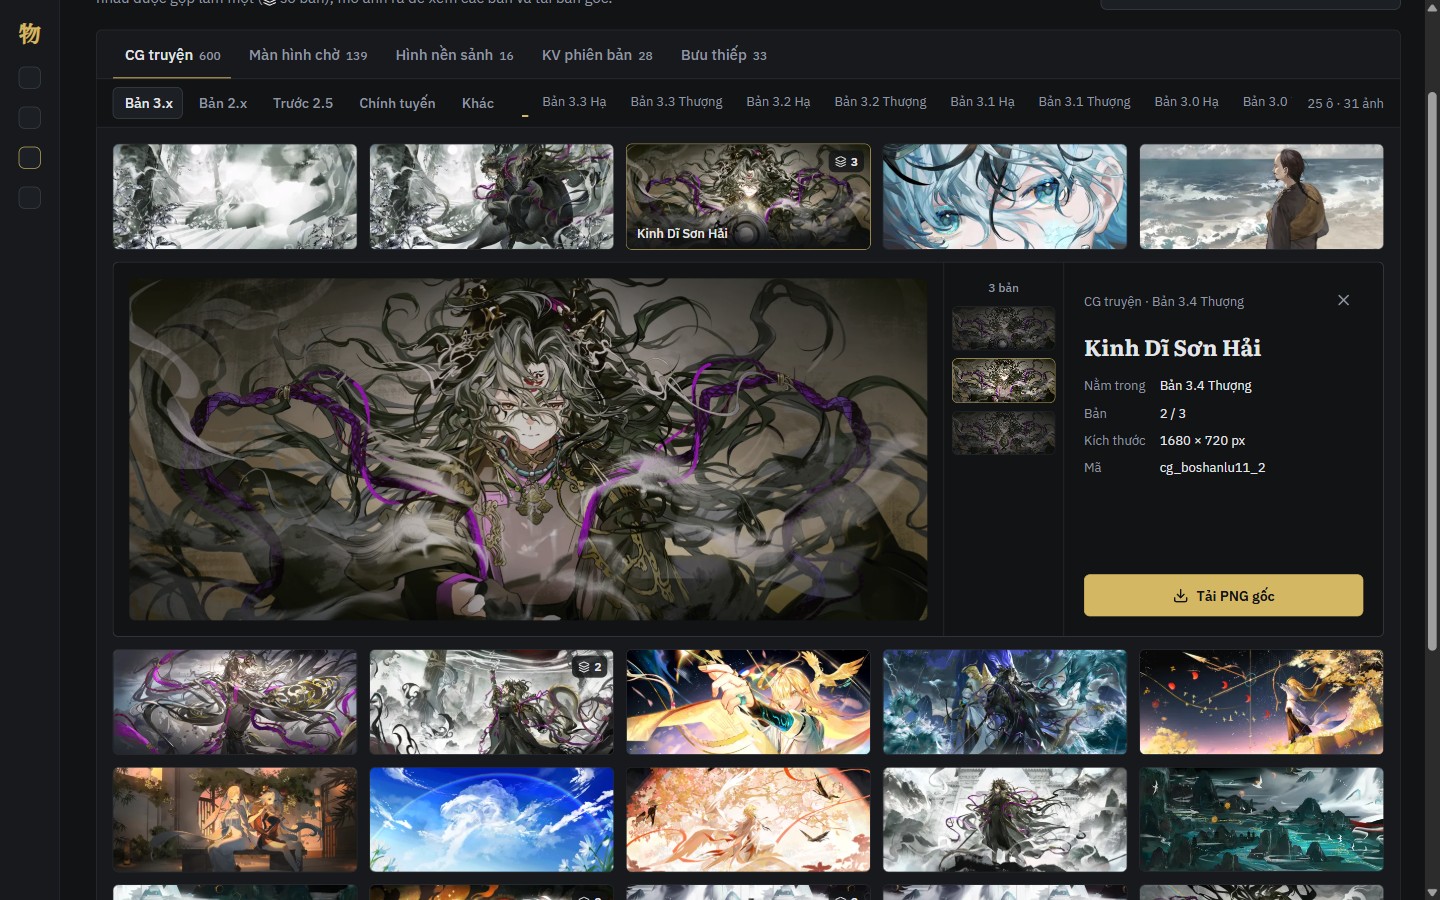 物
CG truyện 600
Màn hình chờ 139
Hình nền sảnh 16
KV phiên bản 28
Bưu thiếp 33
Bản 3.x
Bản 2.x
Trước 2.5
Chính tuyến
Khác
Bản 3.3 Hạ
Bản 3.3 Thượng
Bản 3.2 Hạ
Bản 3.2 Thượng
Bản 3.1 Hạ
Bản 3.1 Thượng
Bản 3.0 Hạ
Bản 3.0
25 ô · 31 ảnh
3
Kinh Dĩ Sơn Hải
3 bản
CG truyện · Bản 3.4 Thượng
Kinh Dĩ Sơn Hải
Nằm trong Bản 3.4 Thượng
Bản 2 / 3
Kích thước 1680 × 720 px
Mã cg_boshanlu11_2
Tải PNG gốc
2